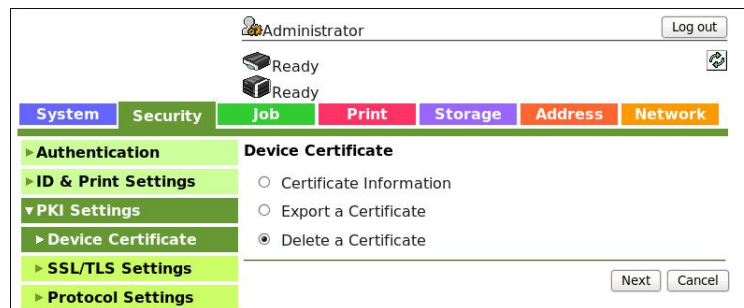 Administrator
Log out
Ready
Ready
System Security Job Print Storage Address Network
Authentication
ID & Print Settings
PKI Settings
Device Certificate
SSL/TLS Settings
Protocol Settings
Device Certificate
Certificate Information
Export a Certificate
Delete a Certificate
Next Cancel